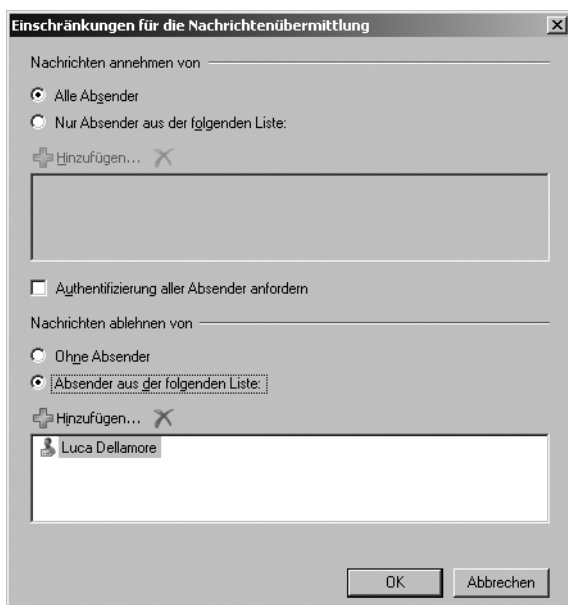 Einschränkungen für die Nachrichtenübermittlung
Nachrichten annehmen von
Alle Absender
Nur Absender aus der folgenden Liste:
Hinzufügen...
Authentifizierung aller Absender anfordern
Nachrichten ablehnen von
Ohne Absender
Absender aus der folgenden Liste:
Hinzufügen...
Luca Dellamore
OK
Abbrechen